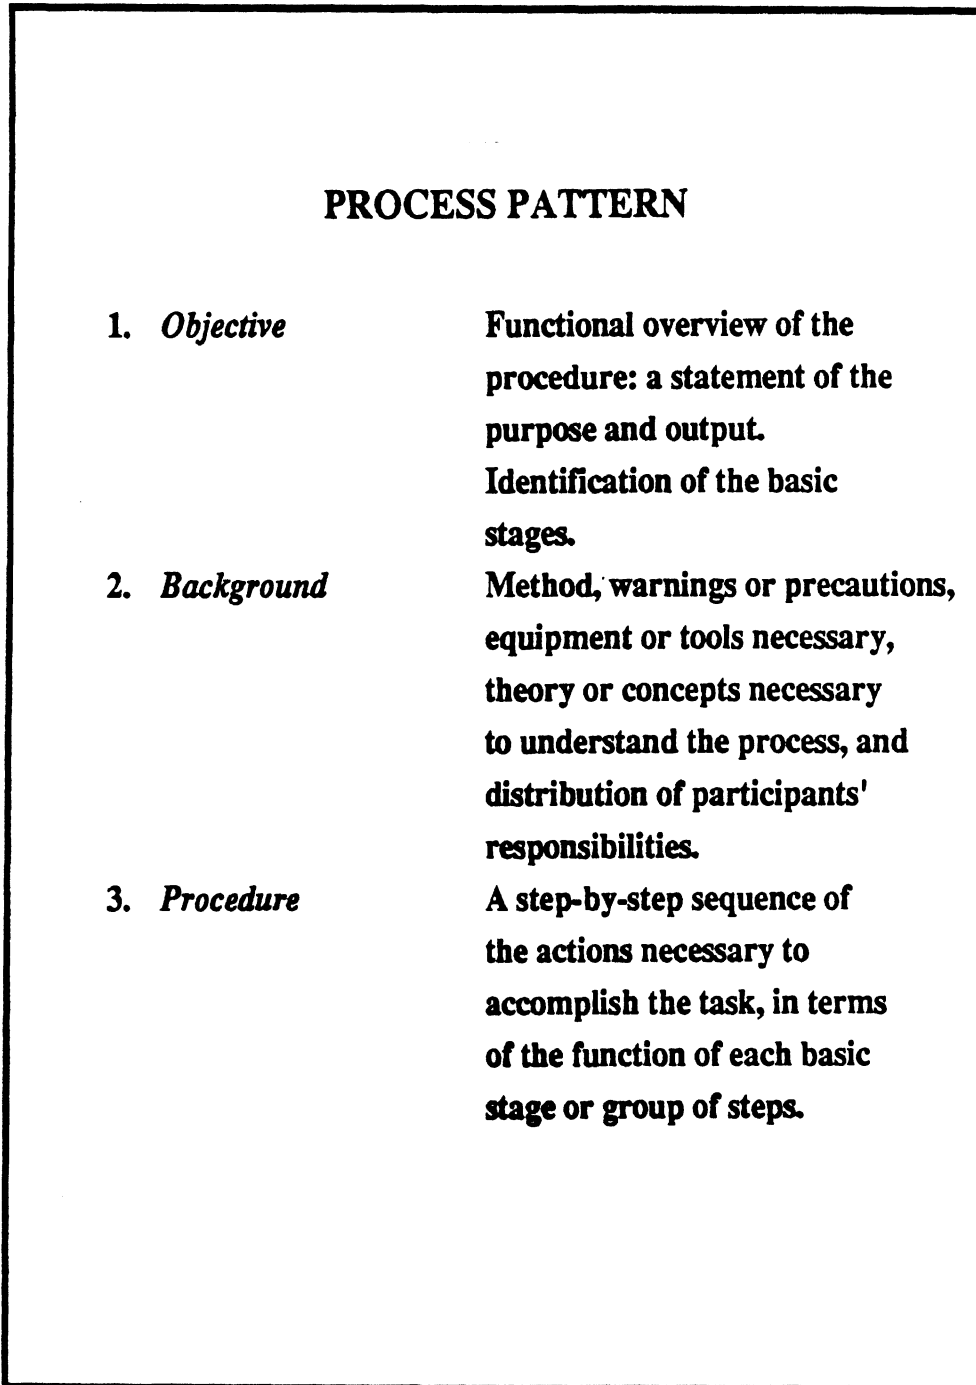 PROCESS PATTERN
1. Objective Functional overview of the
procedure: a statement of the
purpose and output.
Identification of the basic
stages.
2. Background Method, warnings or precautions,
equipment or tools necessary,
theory or concepts necessary
to understand the process, and
distribution of participants'
responsibilities.
3. Procedure A step-by-step sequence of
the actions necessary to
accomplish the task, in terms
of the function of each basic
stage or group of steps.